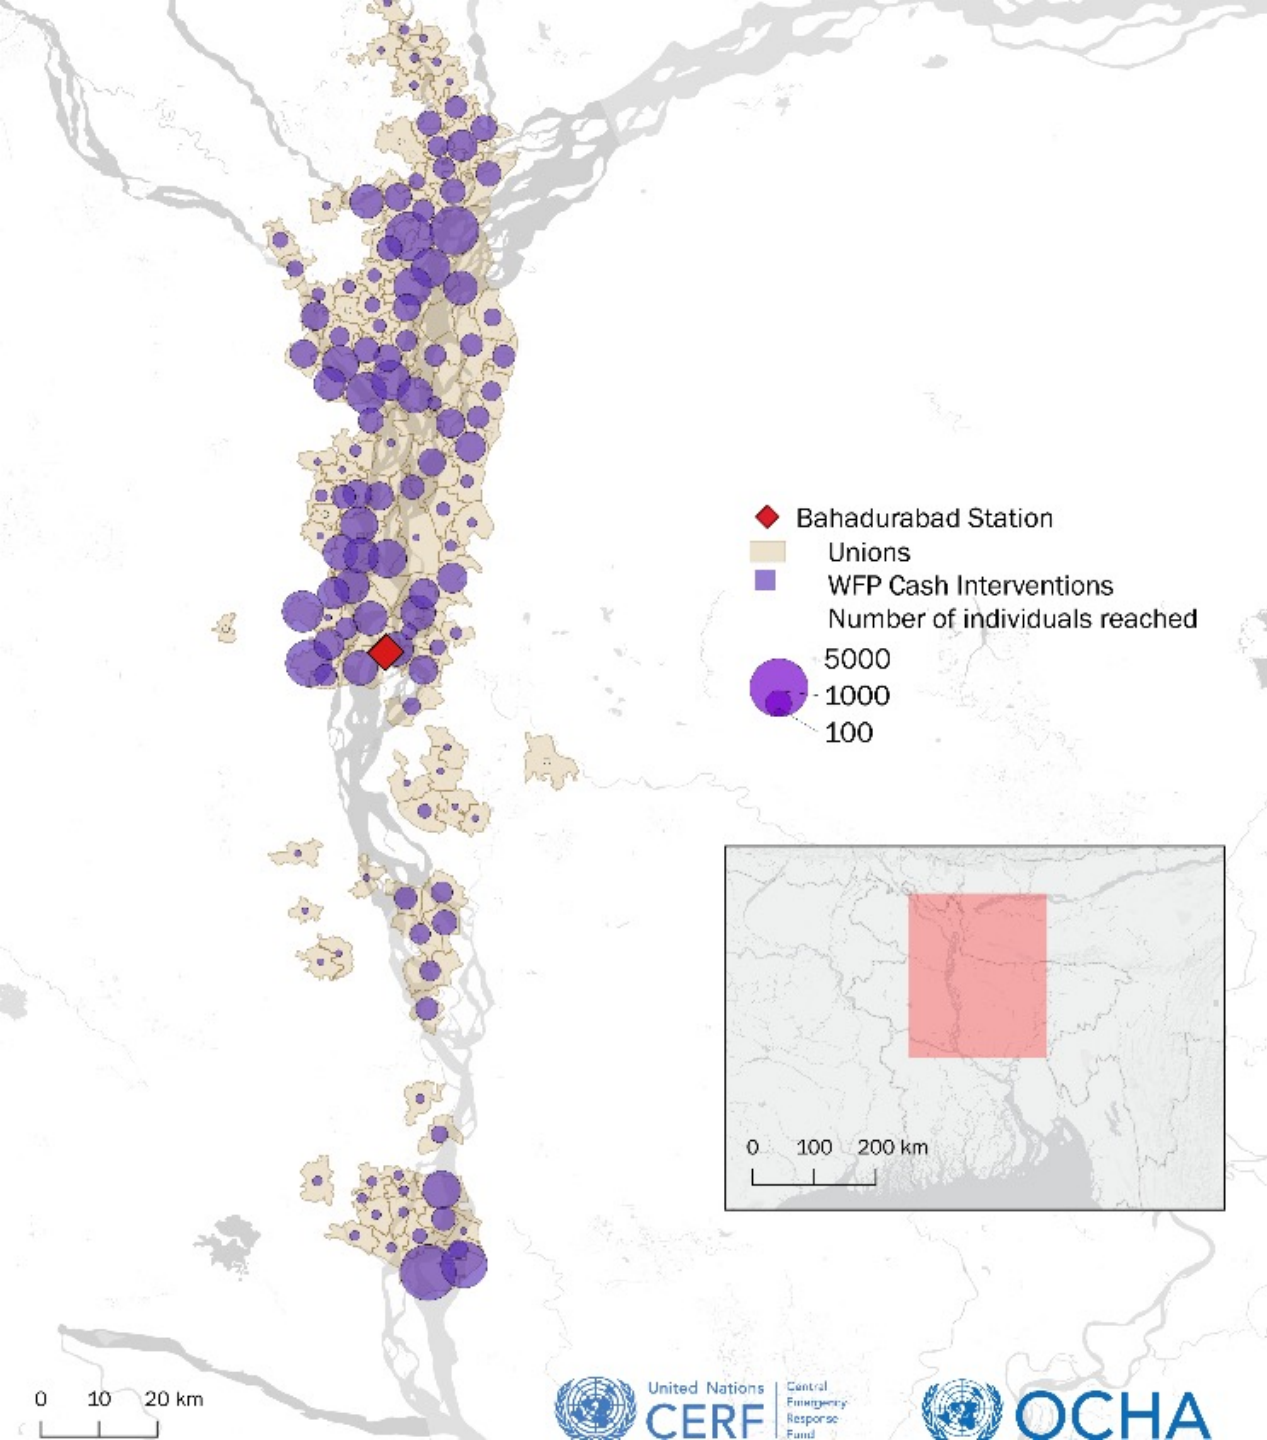 Bahadurabad Station
Unions
WFP Cash Interventions
Number of individuals reached
5000
1000
100
0 100 200 km
0 10 20 km
United Nations
CERF
Central
Emergency
Response
Fund
OCHA